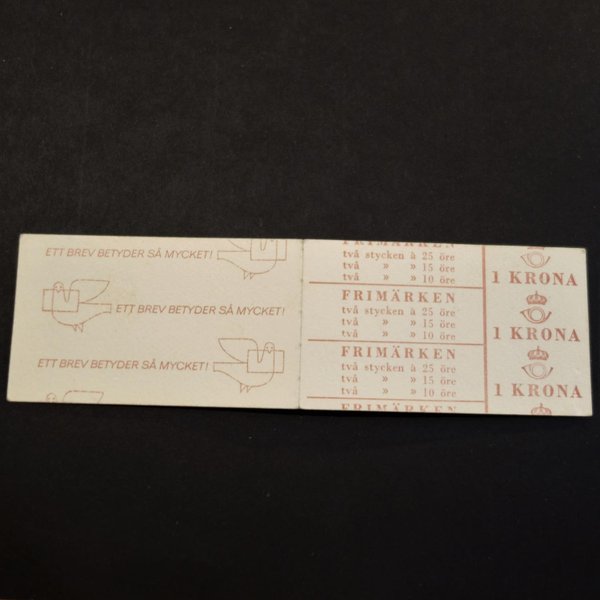 ETT BREV BETYDER SÅ MYCKET!
ETT BREV BETYDER SÅ MYCKET!
ETT BREV BETYDER SÅ MYCKET!
FRIMÄRKEN
två stycken à 25 öre
två » » 15 öre
två » » 10 öre
1 KRONA
FRIMÄRKEN
två stycken à 25 öre
två » » 15 öre
två » » 10 öre
1 KRONA
FRIMÄRKEN
två stycken à 25 öre
två » » 15 öre
två » » 10 öre
1 KRONA
FRIMÄRKEN